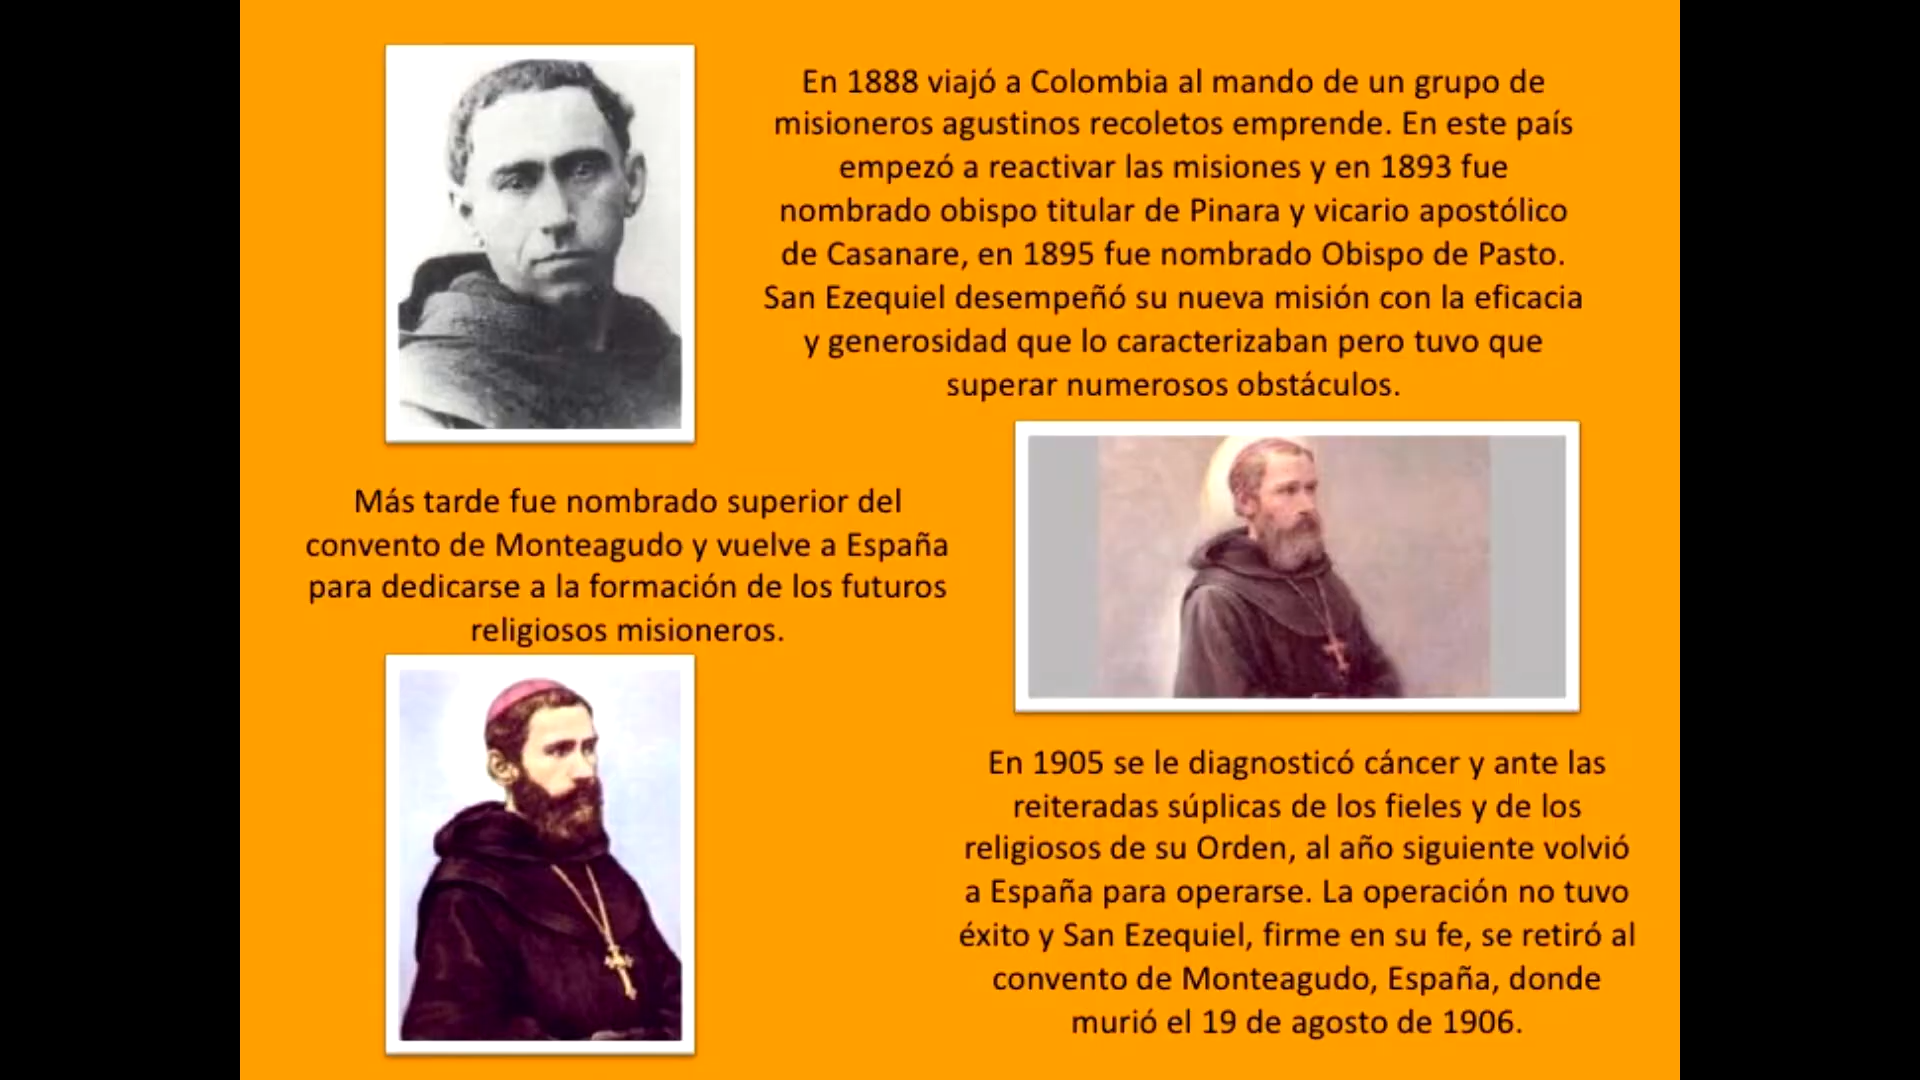 En 1888 viajó a Colombia al mando de un grupo de
misioneros agustinos recoletos emprende. En este país
empezó a reactivar las misiones y en 1893 fue
nombrado obispo titular de Pinara y vicario apostólico
de Casanare, en 1895 fue nombrado Obispo de Pasto.
San Ezequiel desempeñó su nueva misión con la eficacia
y generosidad que lo caracterizaban pero tuvo que
superar numerosos obstáculos.
Más tarde fue nombrado superior del
convento de Monteagudo y vuelve a España
para dedicarse a la formación de los futuros
religiosos misioneros.
En 1905 se le diagnosticó cáncer y ante las
reiteradas súplicas de los fieles y de los
religiosos de su Orden, al año siguiente volvió
a España para operarse. La operación no tuvo
éxito y San Ezequiel, firme en su fe, se retiró al
convento de Monteagudo, España, donde
murió el 19 de agosto de 1906.